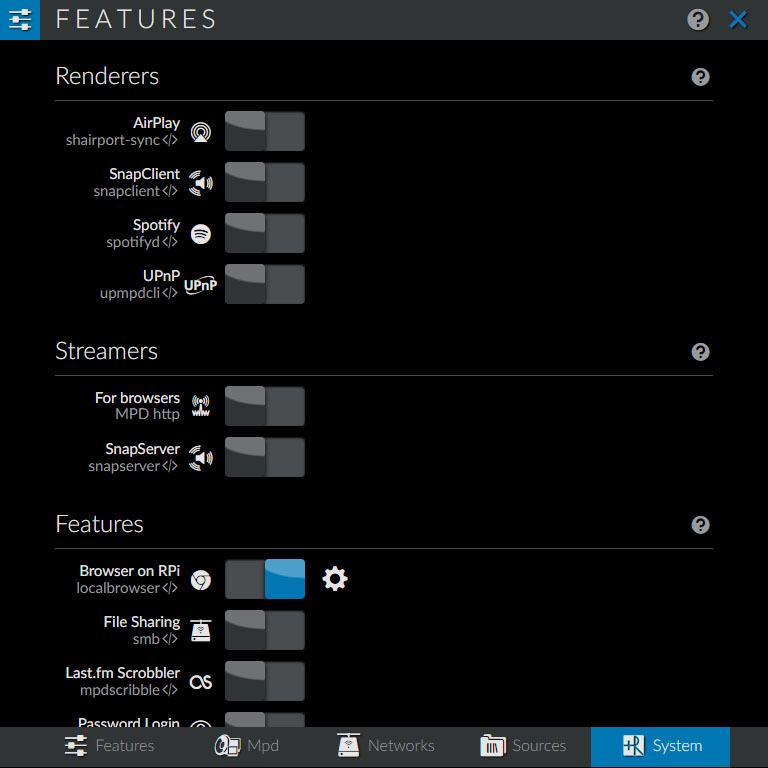 FEATURES
Renderers
AirPlay
shairport-sync </>
SnapClient
snapclient </>
Spotify
spotifyd </>
UPnP
upmpdcli </>
UPnP
Streamers
For browsers
MPD http
www
SnapServer
snapserver </>
Features
Browser on RPi
localbrowser </>
File Sharing
smb </>
Last.fm Scrobbler
mpdscribble </>
Password Login
Features
Mpd
Networks
Sources
System